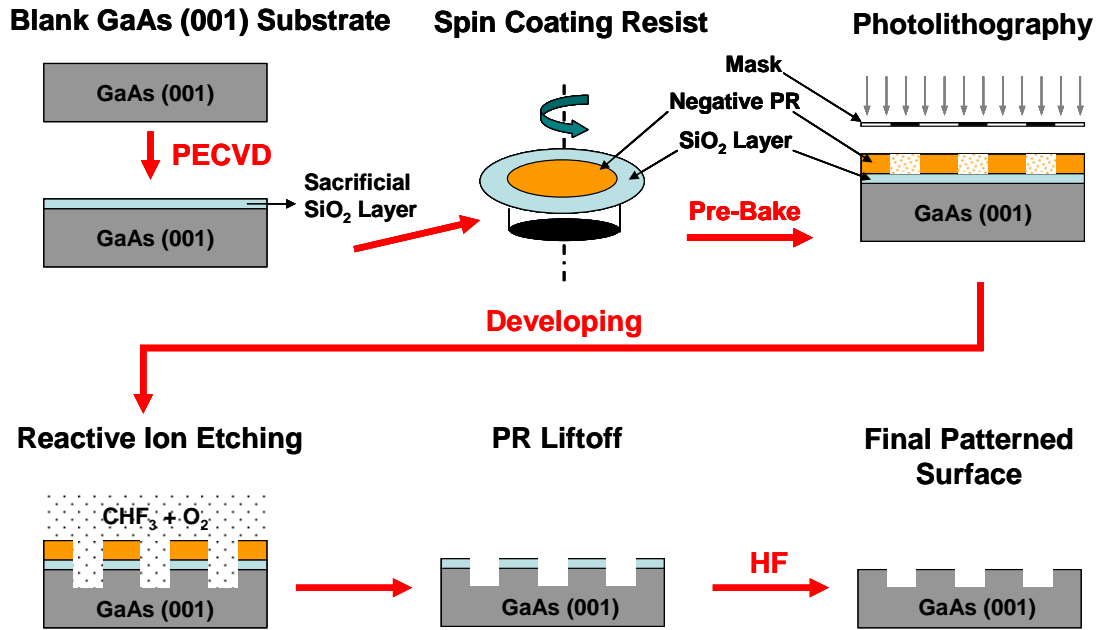 Blank GaAs (001) Substrate
GaAs (001)
PECVD
Sacrificial
SiO₂ Layer
GaAs (001)
Spin Coating Resist
Mask
Negative PR
SiO₂ Layer
Pre-Bake
Photolithography
GaAs (001)
Developing
Reactive Ion Etching
CHF₃ + O₂
GaAs (001)
PR Liftoff
GaAs (001)
HF
Final Patterned
Surface
GaAs (001)